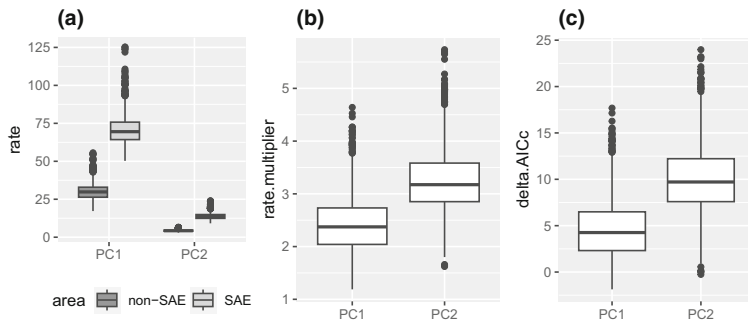 (a)
125
100
75
50
25
0
rate
PC1 PC2
area non-SAE SAE
(b)
5
4
3
2
1
rate.multiplier
PC1 PC2
(c)
25
20
15
10
5
0
delta.AICc
PC1 PC2